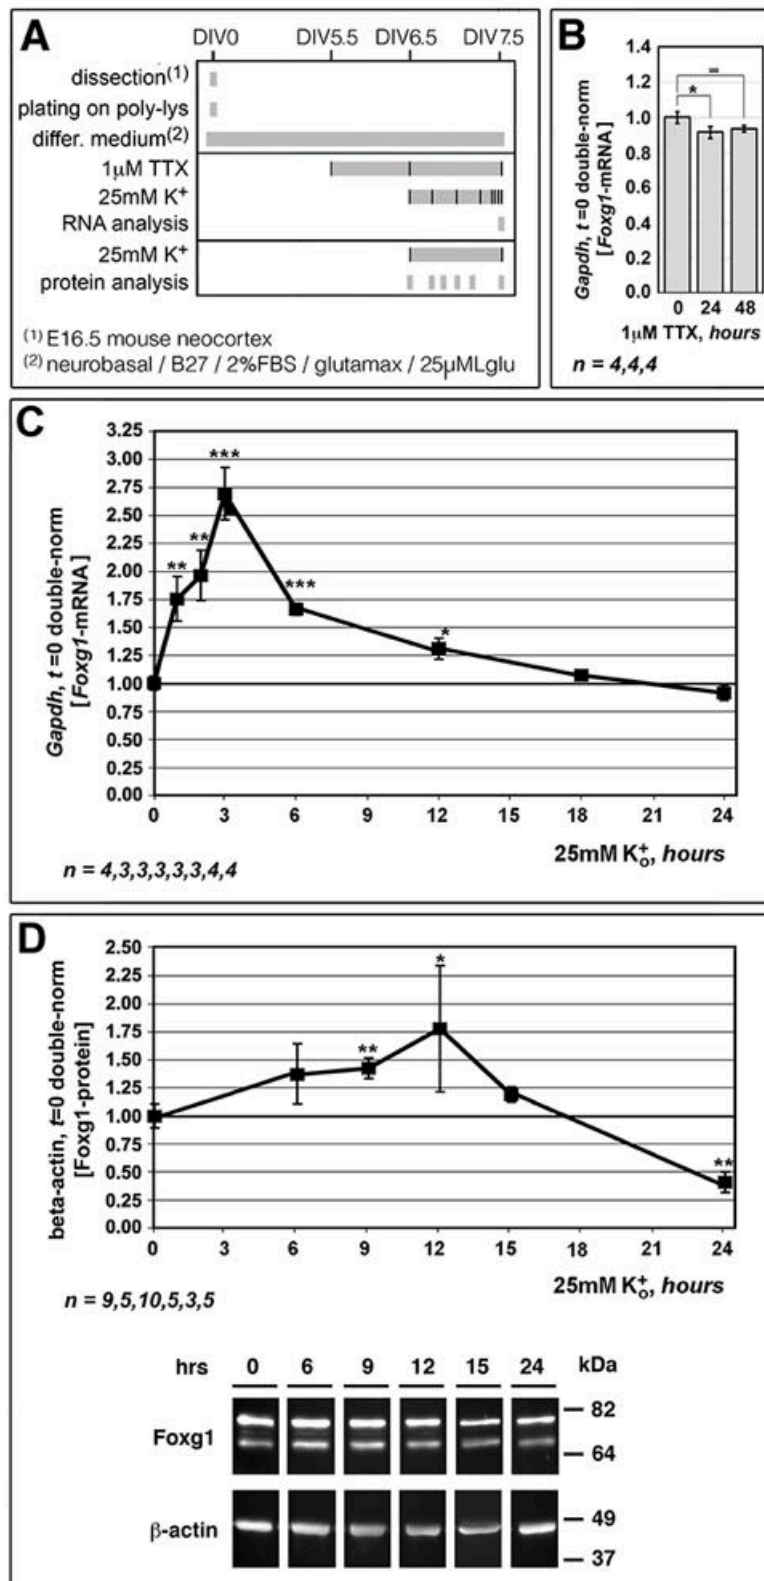 A
DIV0 DIV5.5 DIV6.5 DIV7.5
dissection(1)
plating on poly-lys
differ. medium(2)
1µM TTX
25mM K+
RNA analysis
25mM K+
protein analysis
(1) E16.5 mouse neocortex
(2) neurobasal / B27 / 2%FBS / glutamax / 25µMLglu
B
Gapdh, t=0 double-norm
[Foxg1-mRNA]
1.4
1.2
1.0
0.8
0.6
0.4
0.2
0.0
*
0 24 48
1µM TTX, hours
n = 4,4,4
C
Gapdh, t=0 double-norm
[Foxg1-mRNA]
3.25
3.00
2.75
2.50
2.25
2.00
1.75
1.50
1.25
1.00
0.75
0.50
0.25
0.00
** ** *** *** *
0 3 6 9 12 15 18 21 24
25mM K+o, hours
n = 4,3,3,3,3,3,4,4
D
beta-actin, t=0 double-norm
[Foxg1-protein]
2.50
2.25
2.00
1.75
1.50
1.25
1.00
0.75
0.50
0.25
0.00
** * **
0 3 6 9 12 15 18 21 24
25mM K+o, hours
n = 9,5,10,5,3,5
hrs 0 6 9 12 15 24 kDa
Foxg1
82
64
β-actin
49
37